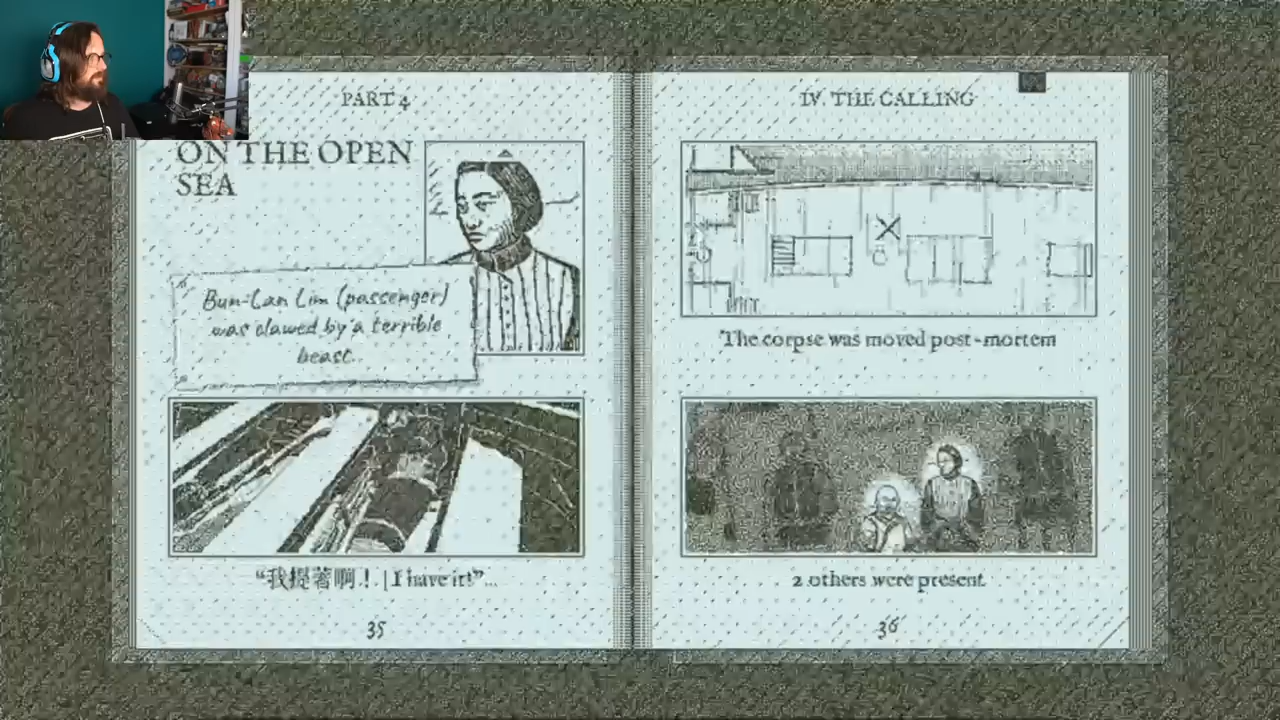 PART 4
ON THE OPEN
SEA
Bun-Lan Lim (passenger)
was clawed by a terrible
beast.
"我提著啊! | I have it!"...
35
IV. THE CALLING
The corpse was moved post-mortem
2 others were present
36